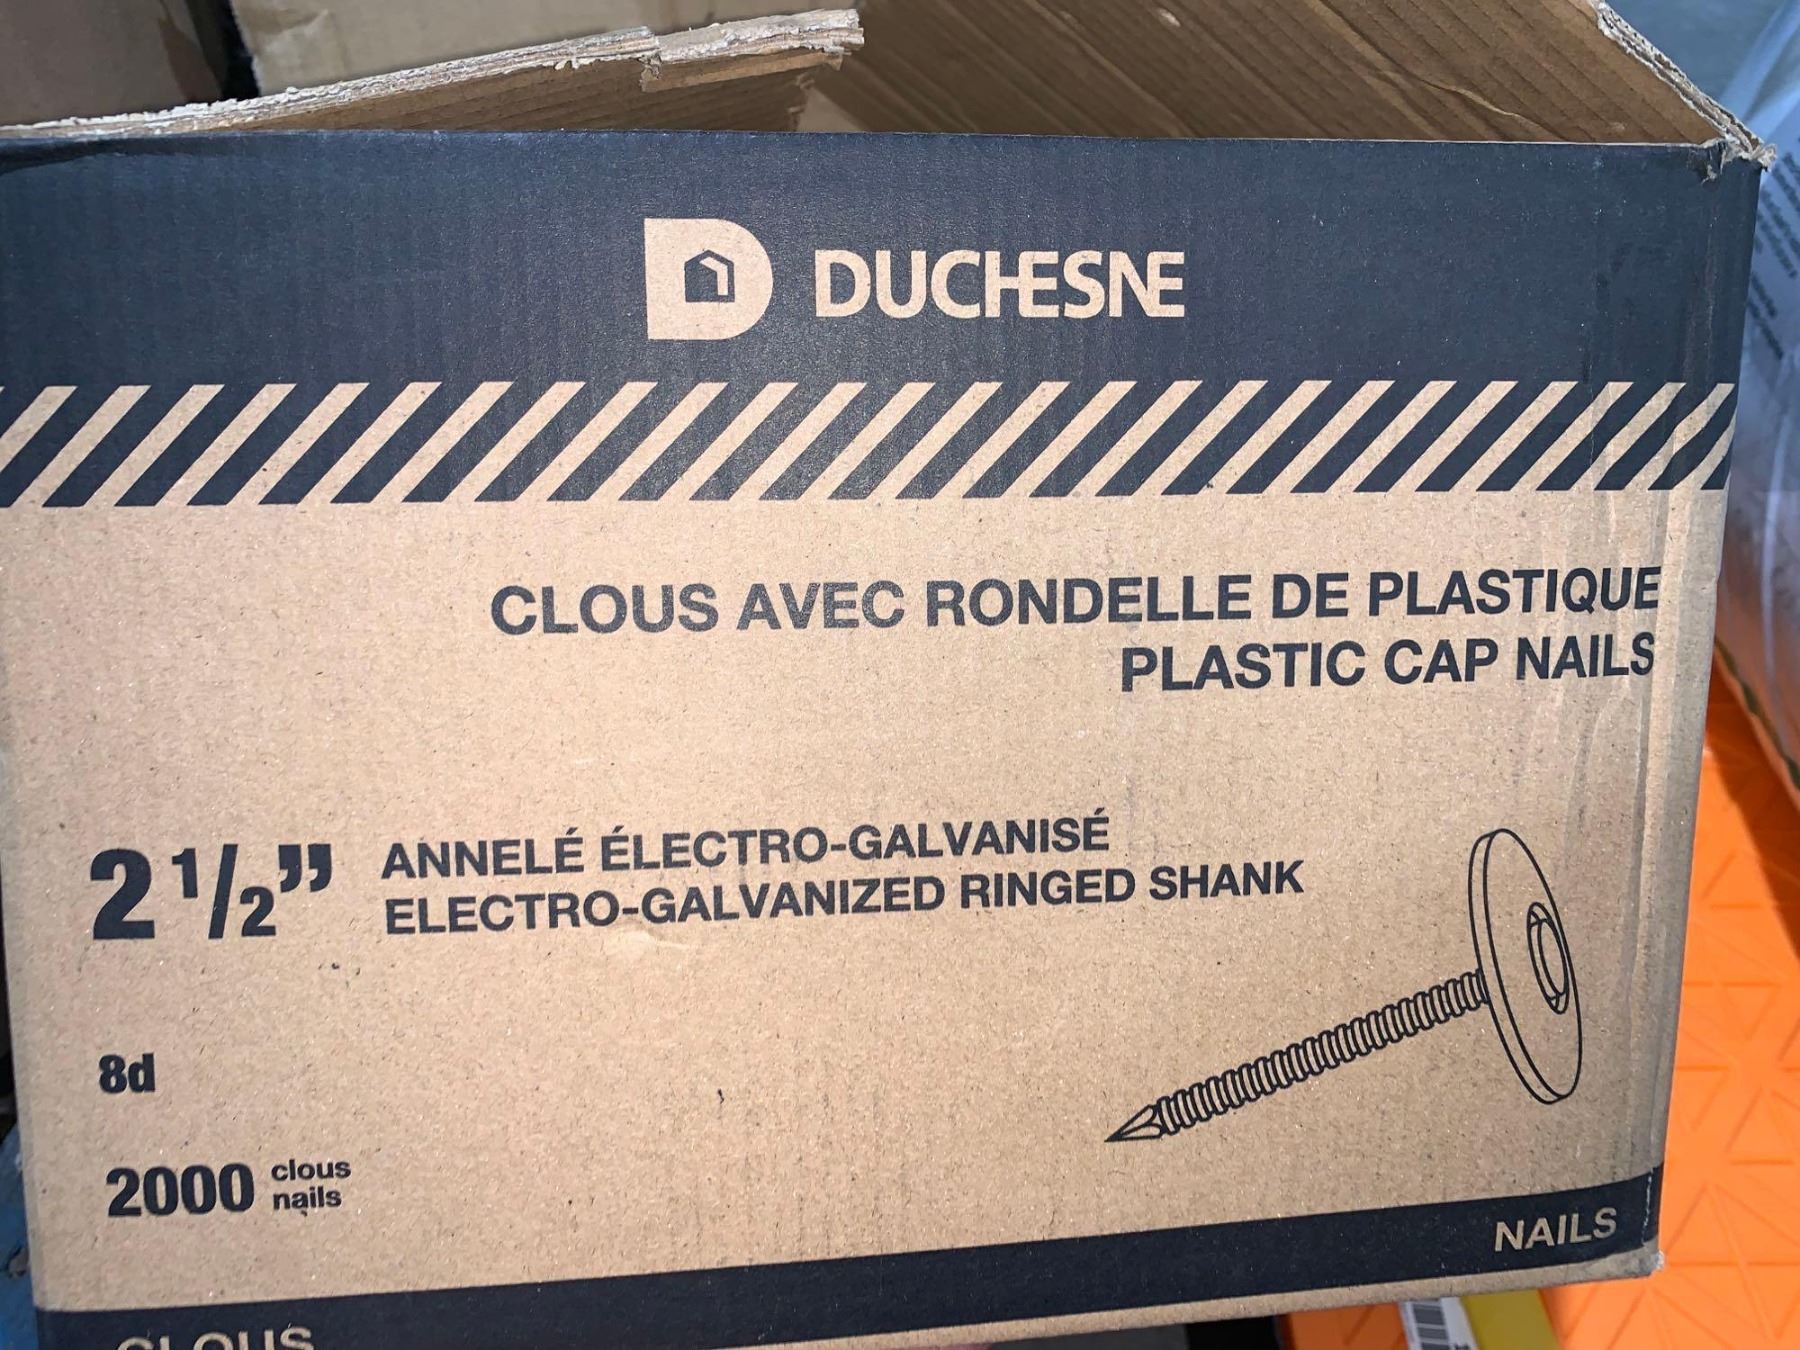 DUCHESNE
CLOUS AVEC RONDELLE DE PLASTIQUE
PLASTIC CAP NAILS
2 1/2” ANNELÉ ÉLECTRO-GALVANISÉ
ELECTRO-GALVANIZED RINGED SHANK
8d
2000 clous
nails
NAILS
CLOUS